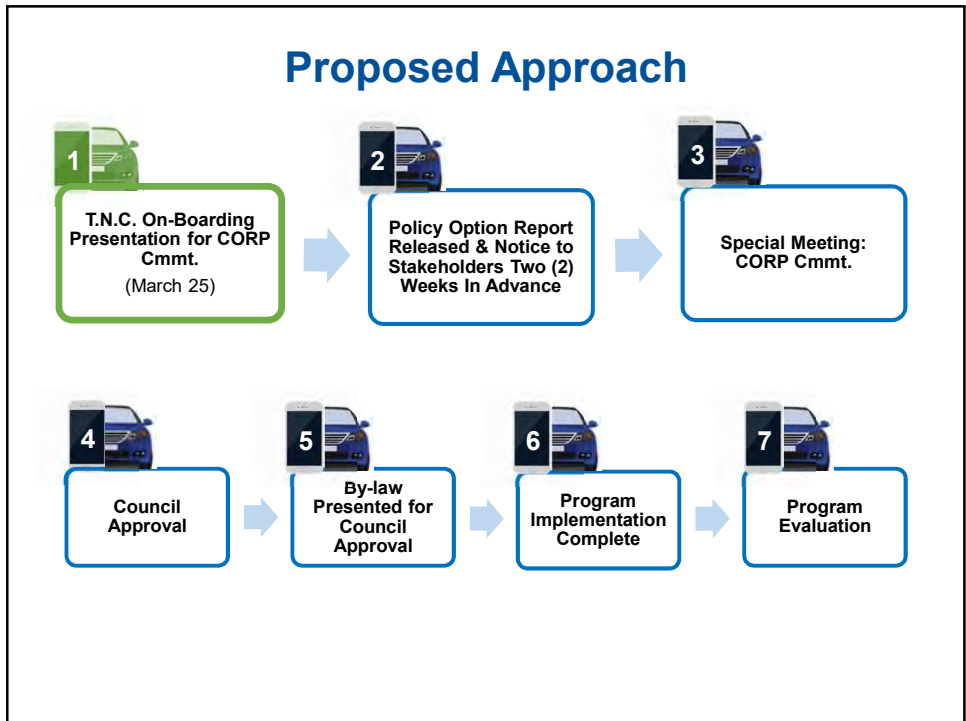 Proposed Approach
1
T.N.C. On-Boarding
Presentation for CORP
Cmmt.
(March 25)
2
Policy Option Report
Released & Notice to
Stakeholders Two (2)
Weeks In Advance
3
Special Meeting:
CORP Cmmt.
4
Council
Approval
5
By-law
Presented for
Council
Approval
6
Program
Implementation
Complete
7
Program
Evaluation